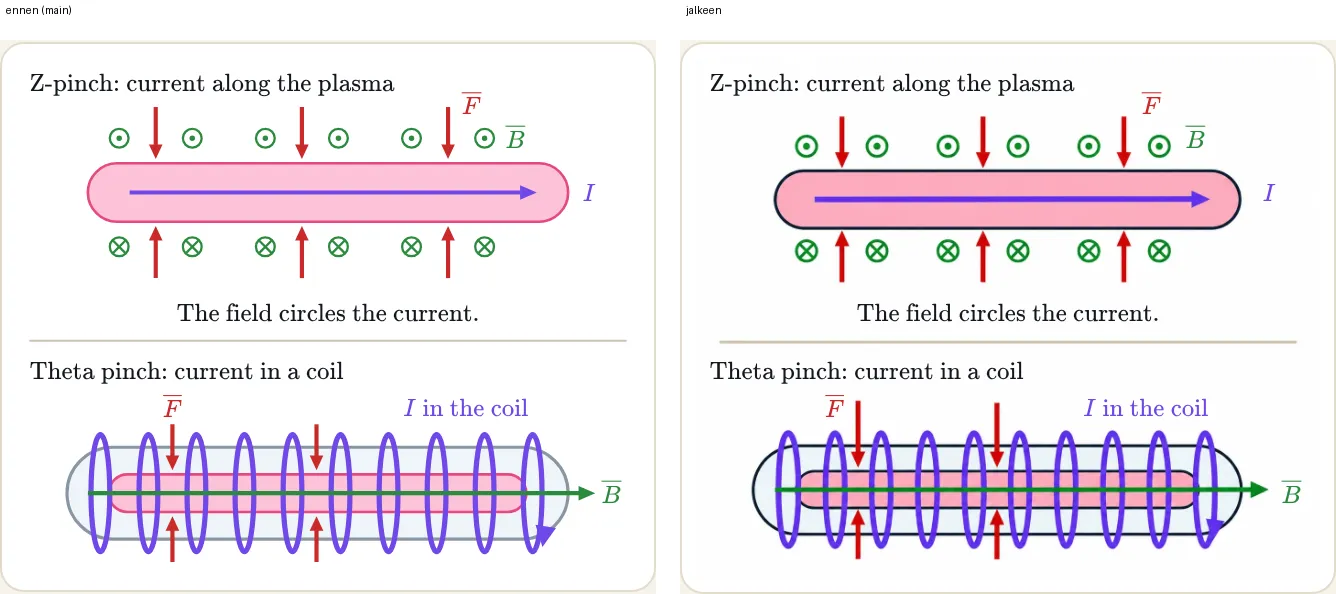 ennen (main)
jalkeen
Z-pinch: current along the plasma
F
B
I
The field circles the current.
Theta pinch: current in a coil
F
I in the coil
B
Z-pinch: current along the plasma
F
B
I
The field circles the current.
Theta pinch: current in a coil
F
I in the coil
B